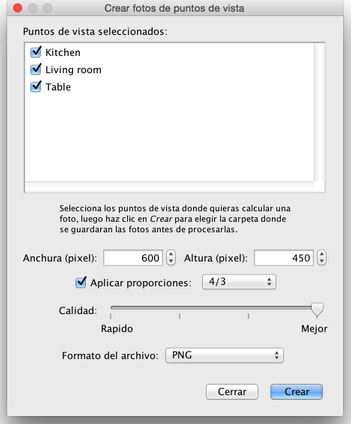 Crear fotos de puntos de vista
Puntos de vista seleccionados:
Kitchen
Living room
Table
Selecciona los puntos de vista donde quieras calcular una
foto, luego haz clic en Crear para elegir la carpeta donde
se guardaran las fotos antes de procesarlas.
Anchura (pixel): 600 Altura (pixel): 450
Aplicar proporciones: 4/3
Calidad:
Rapido Mejor
Formato del archivo: PNG
Cerrar Crear